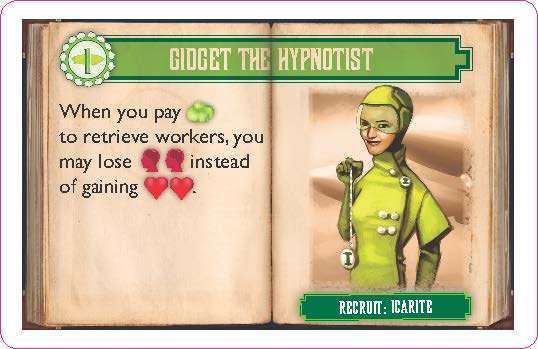 I
GIDGET THE HYPNOTIST
When you pay
to retrieve workers, you
may lose instead
of gaining .
I
I
RECRUIT: ICARITE